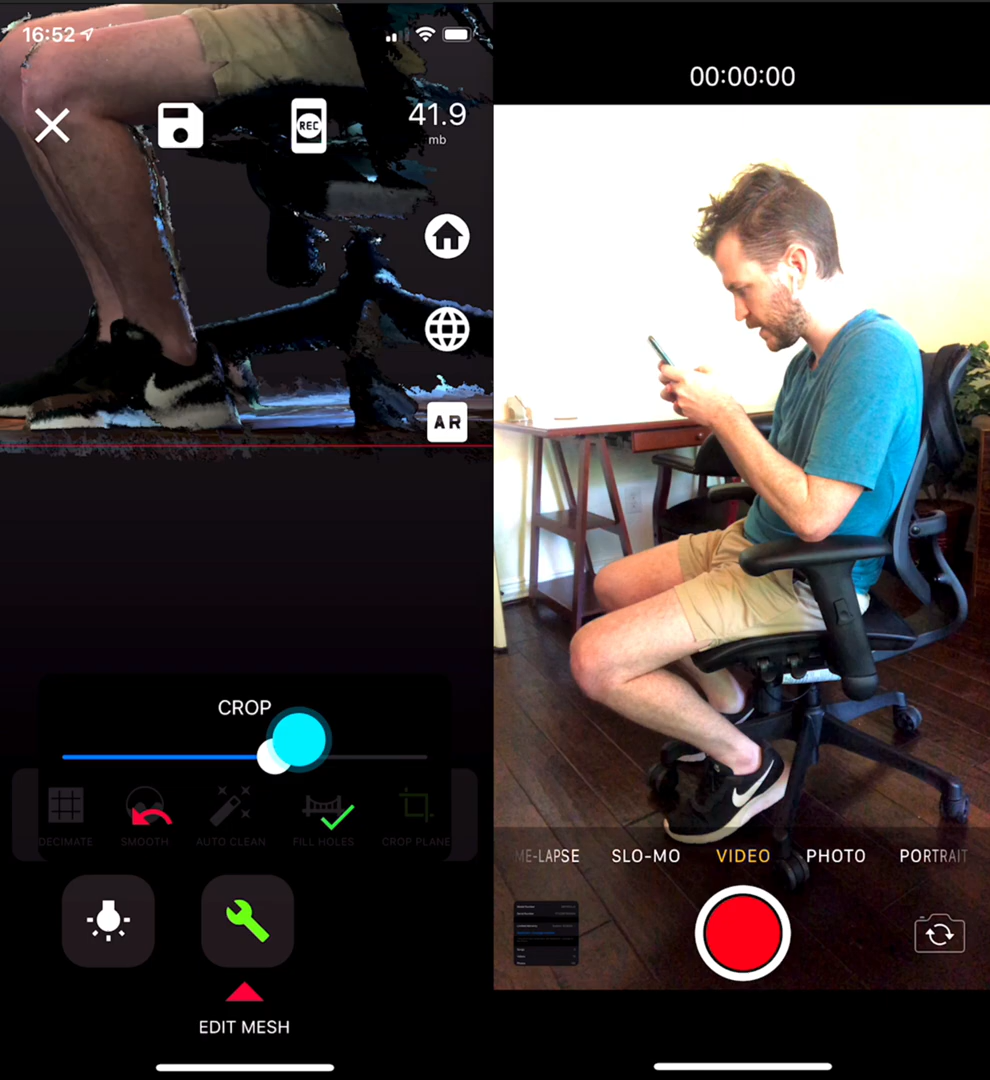 16:52
REC
41.9
mb
AR
CROP
DECIMATE
SMOOTH
AUTO CLEAN
FILL HOLES
CROP PLANE
EDIT MESH
00:00:00
ME-LAPSE
SLO-MO
VIDEO
PHOTO
PORTRAIT